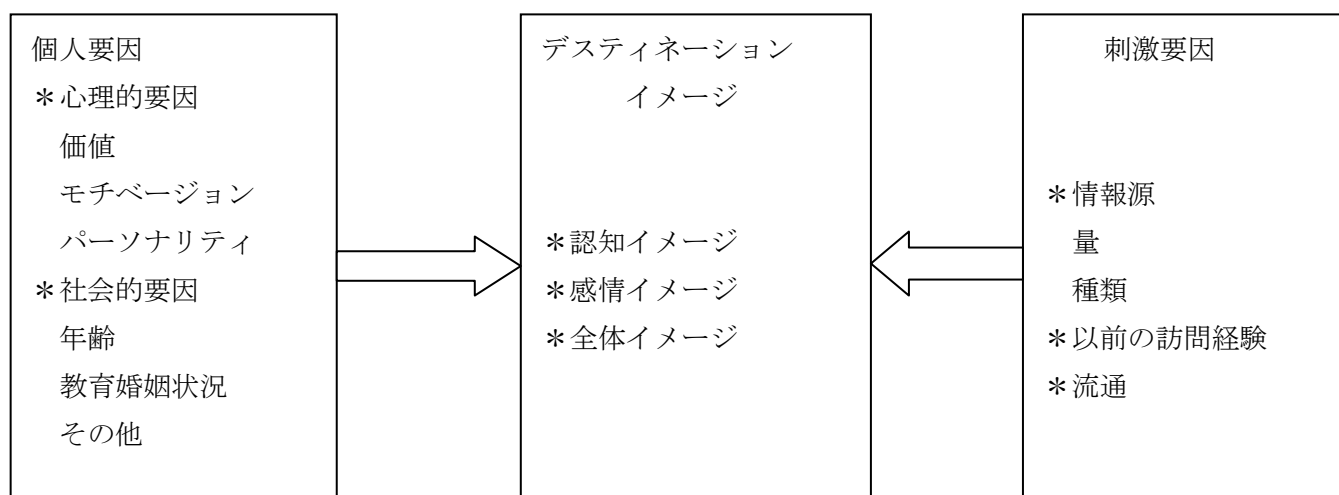 個人要因
＊心理的要因
価値
モチベージョン
パーソナリティ
＊社会的要因
年齢
教育婚姻状況
その他
デスティネーション
イメージ
＊認知イメージ
＊感情イメージ
＊全体イメージ
刺激要因
＊情報源
量
種類
＊以前の訪問経験
＊流通